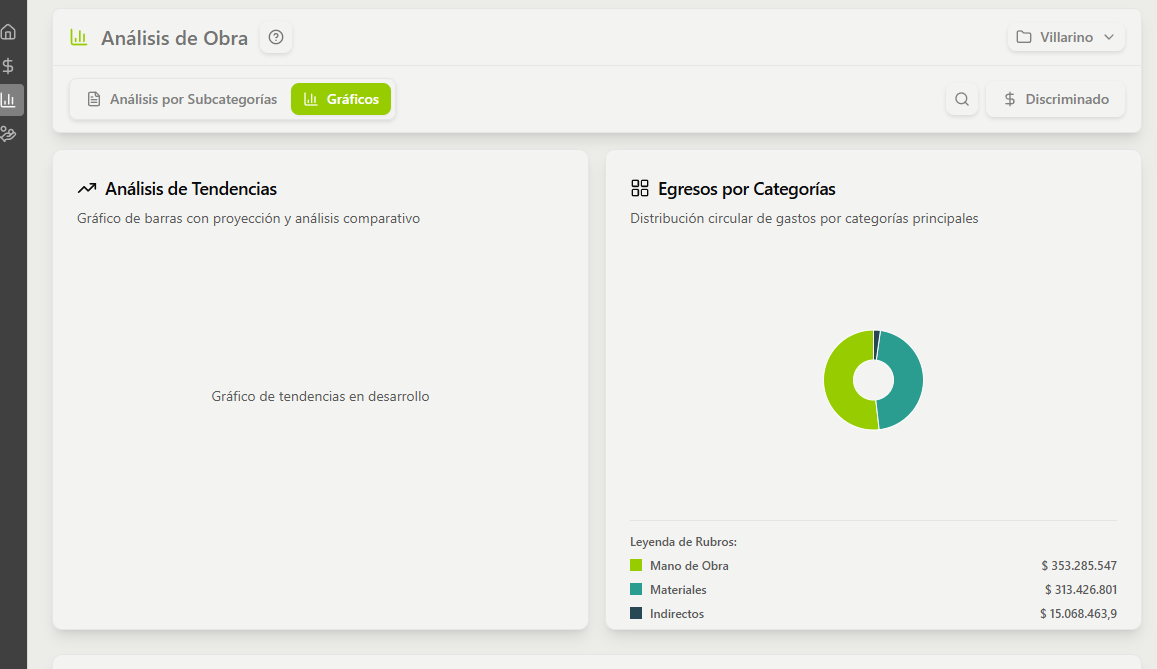 Análisis de Obra
Villarino
Análisis por Subcategorías
Gráficos
$ Discriminado
Análisis de Tendencias
Gráfico de barras con proyección y análisis comparativo
Gráfico de tendencias en desarrollo
Egresos por Categorías
Distribución circular de gastos por categorías principales
Leyenda de Rubros:
Mano de Obra $ 353.285.547
Materiales $ 313.426.801
Indirectos $ 15.068.463,9